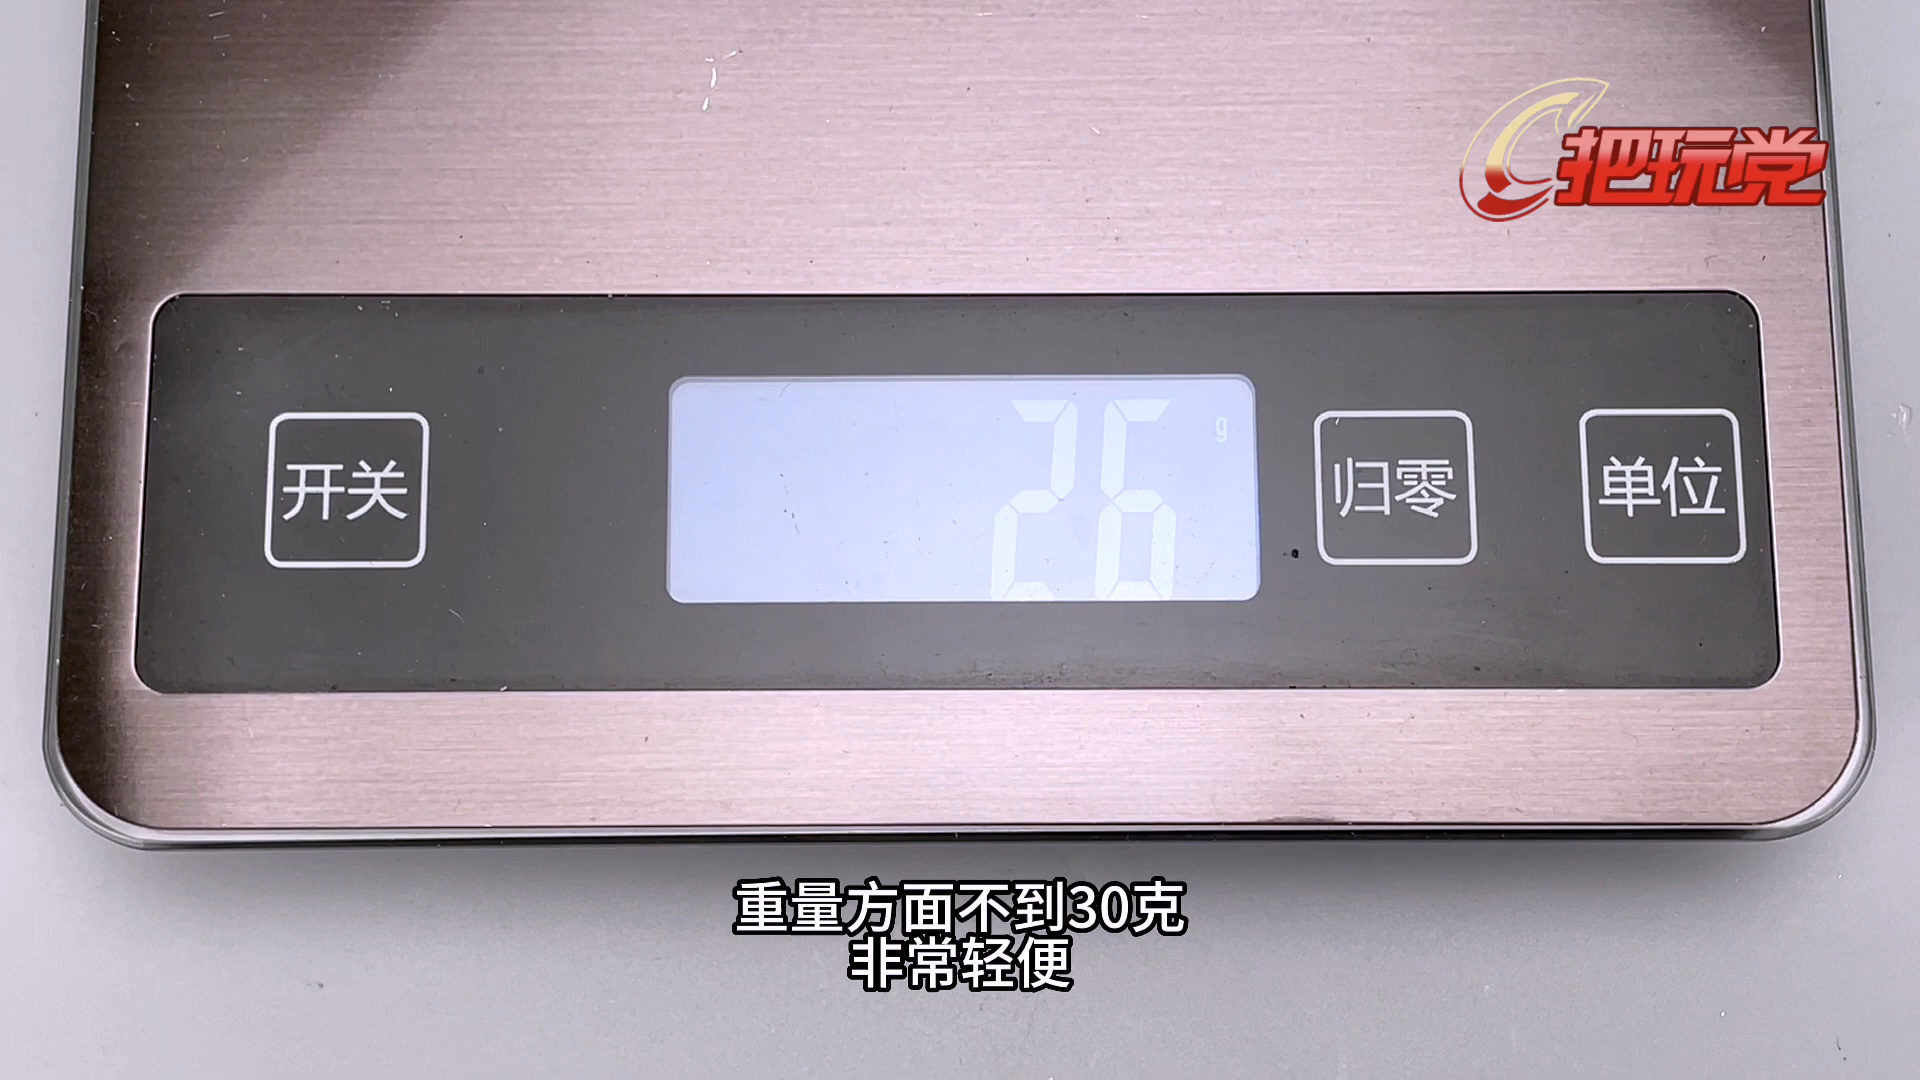 把玩党
开关
26 g
归零
单位
重量方面不到30克
非常轻便